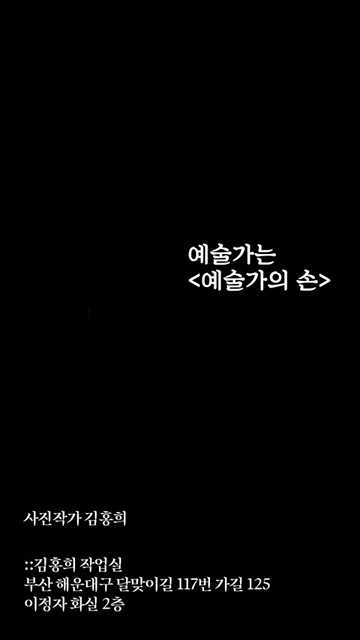 예술가는
<예술가의 손>
사진작가 김홍희
::김홍희 작업실
부산 해운대구 달맞이길 117번 가길 125
이정자 화실 2층